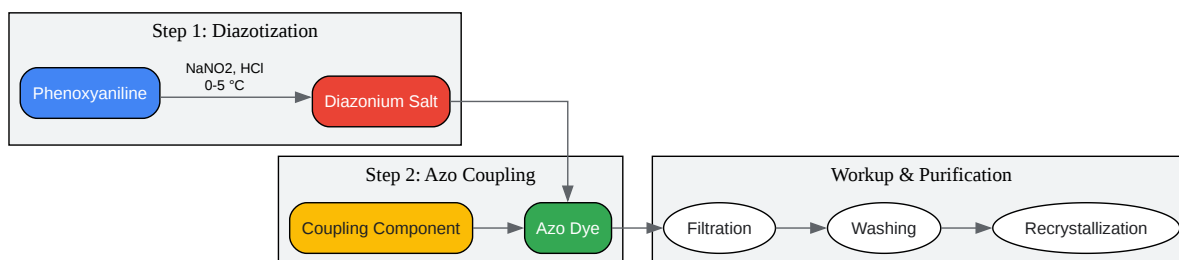 Step 1: Diazotization
NaNO2, HCl
0-5 °C
Phenoxyaniline
Diazonium Salt
Step 2: Azo Coupling
Coupling Component
Azo Dye
Workup & Purification
Filtration
Washing
Recrystallization